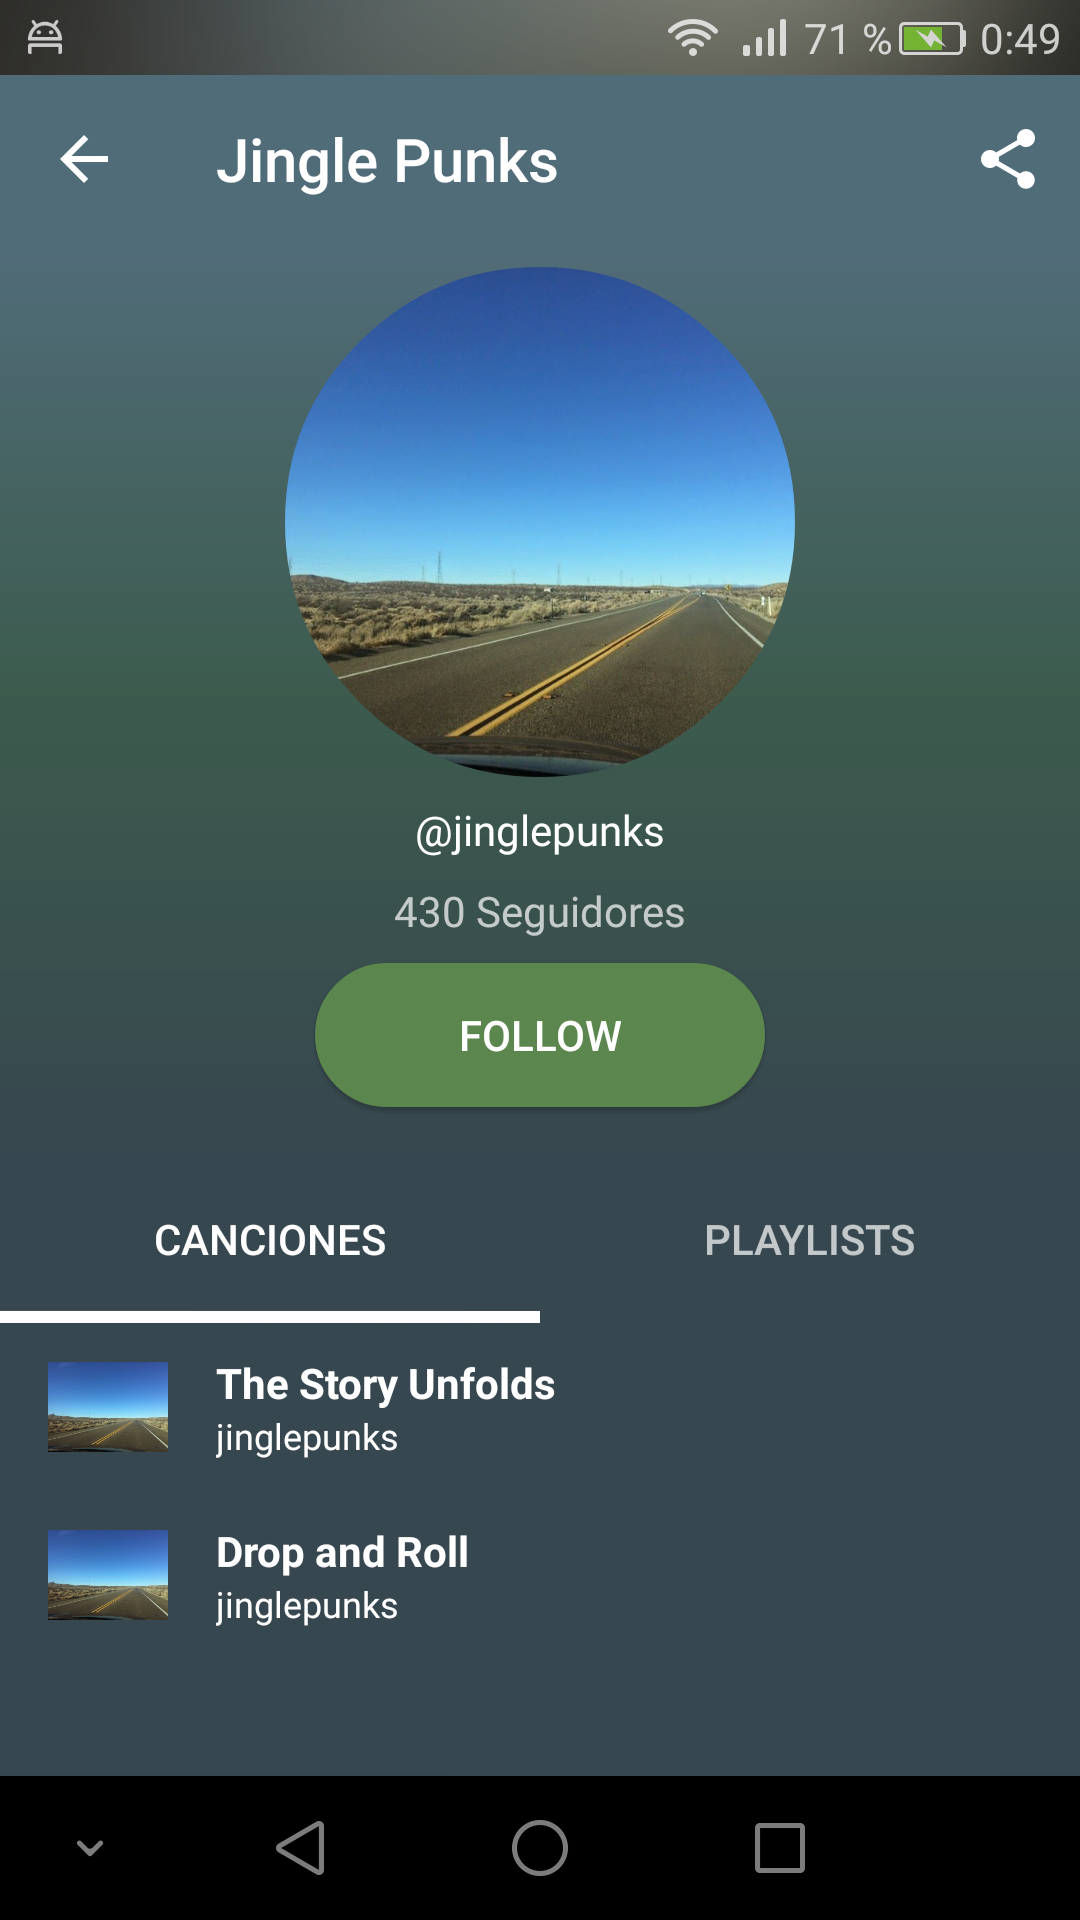 71 % 0:49
Jingle Punks
@jinglepunks
430 Seguidores
FOLLOW
CANCIONES PLAYLISTS
The Story Unfolds
jinglepunks
Drop and Roll
jinglepunks